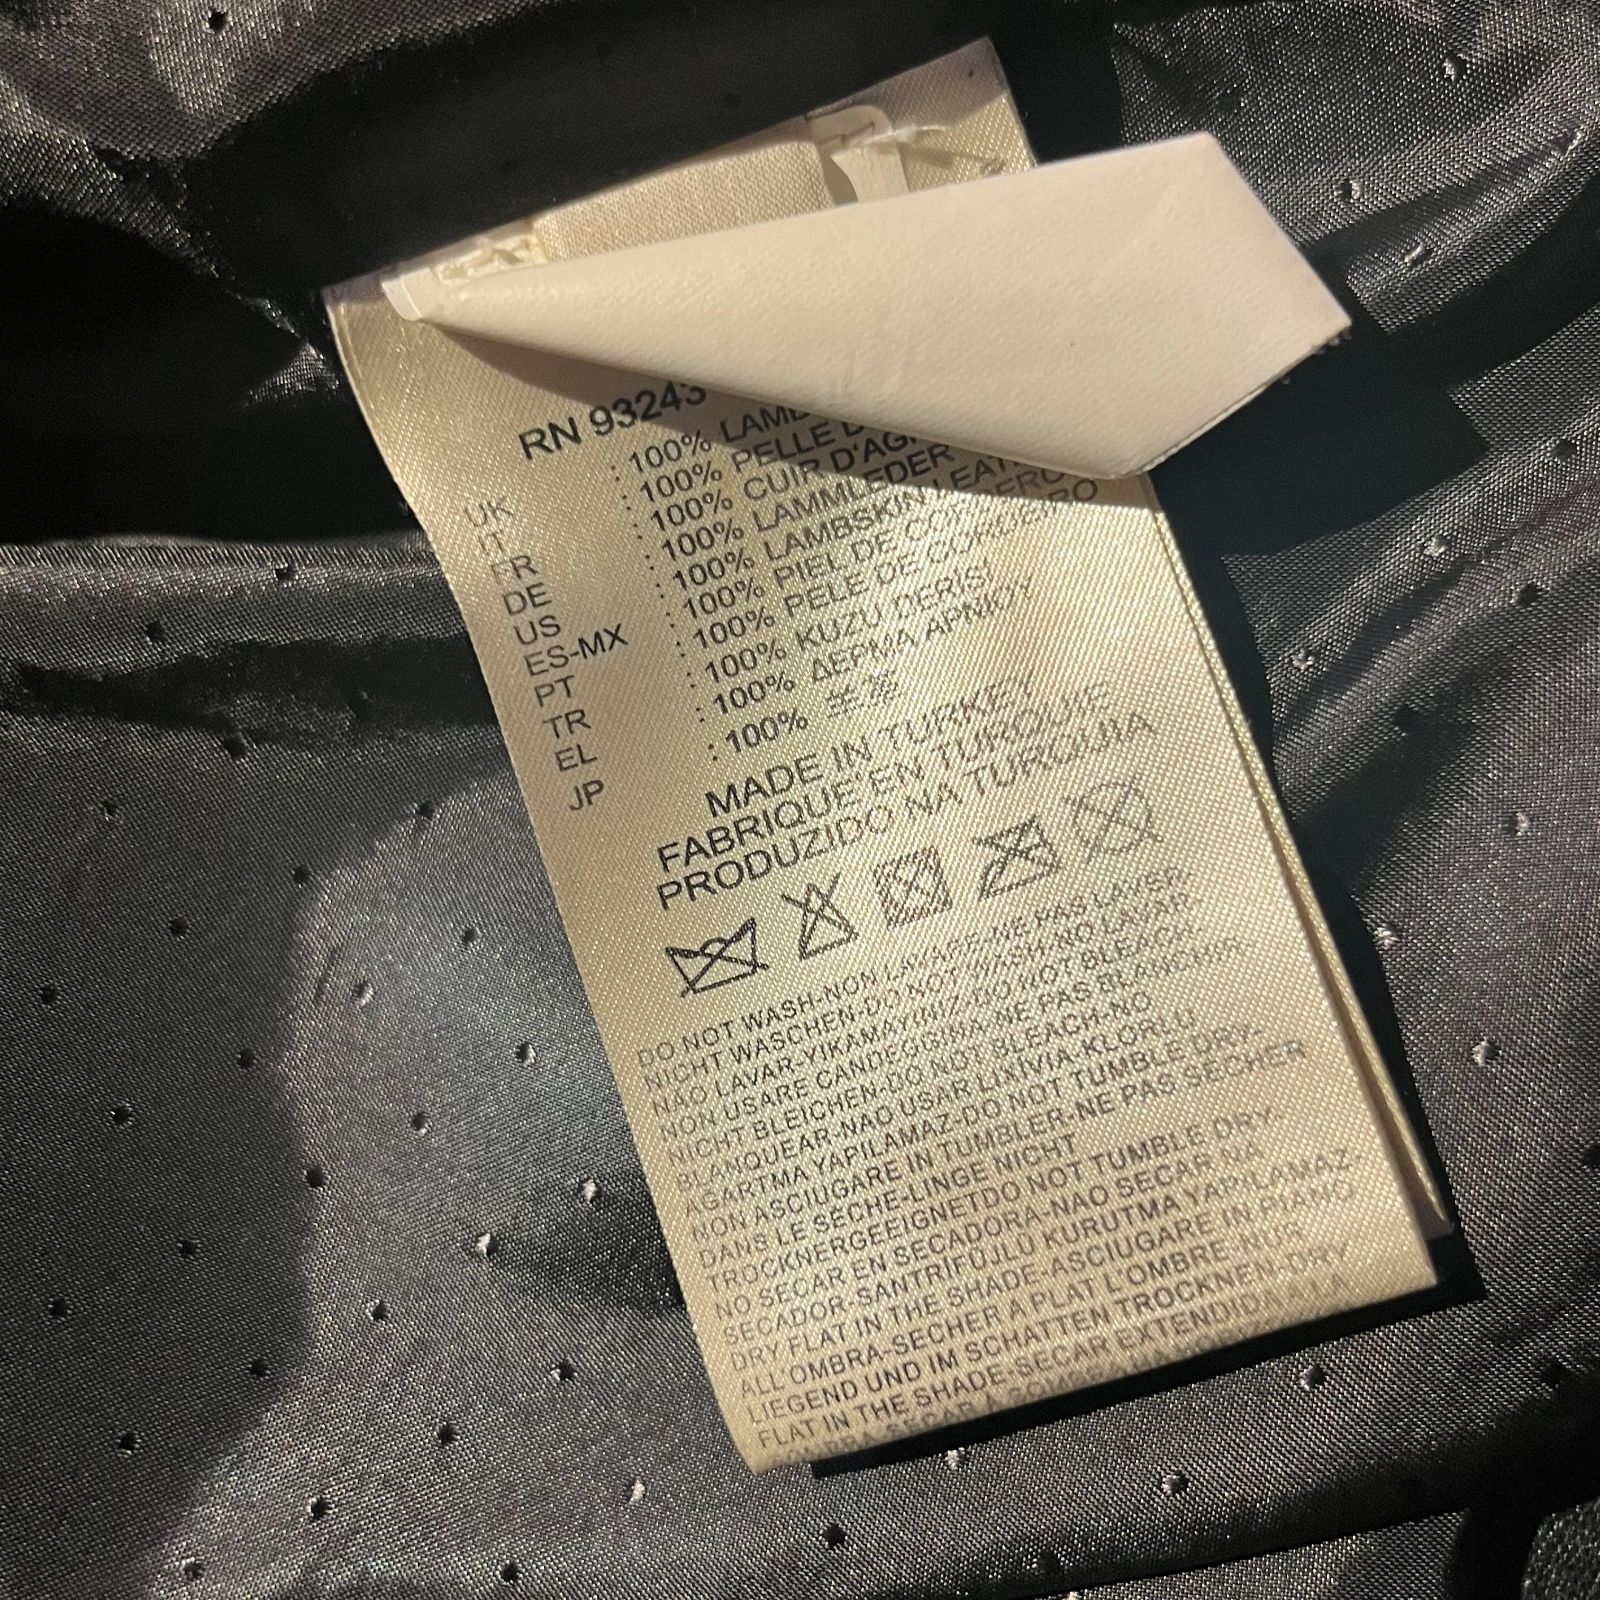 RN 93243
UK : 100%
IT : 100% PELLE
FR : 100% CUIR
DE : 100% LAMMLEDER
US : 100% LAMBSKIN
ES-MX : 100% PIEL DE
PT : 100% PELE DE CORDEIRO
TR : 100% KUZU DERİSİ
EL : 100% ΔΕΡΜΑ ΑΡΝΙΟΥ
JP : 100% 羊革
MADE IN TURKEY
FABRIQUE'EN TURQUIE
PRODUZIDO NA TURQUIA
DO NOT WASH-NON LAVARE-NE PAS LAVER-
NICHT WASCHEN-DO NOT WASH-NO LAVAR-
NAO LAVAR-YIKAMAYINIZ-DO NOT BLEACH-
NON USARE CANDEGGINA-NE PAS BLANCHIR-
NICHT BLEICHEN-DO NOT BLEACH-NO
BLANQUEAR-NAO USAR LIXIVIA-KLORLU
AGARTMA YAPILAMAZ-DO NOT TUMBLE DRY-
NON ASCIUGARE IN TUMBLER-NE PAS SECHER
DANS LE SECHE-LINGE NICHT
TROCKNERGEEIGNETDO NOT TUMBLE DRY-
NO SECAR EN SECADORA-NAO SECAR NA
SECADOR-SANTRIFÜJLÜ KURUTMA YAPILAMAZ
DRY FLAT IN THE SHADE-ASCIUGARE IN PIANO
ALL'OMBRA-SECHER A PLAT L'OMBRE-NUR
LIEGEND UND IM SCHATTEN TROCKNEN-DRY
FLAT IN THE SHADE-SECAR EXTENDIDA A LA
SECAR A